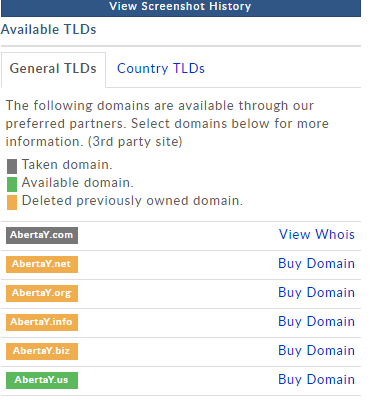 View Screenshot History
Available TLDs
General TLDs
Country TLDs
The following domains are available through our
preferred partners. Select domains below for more
information. (3rd party site)
Taken domain.
Available domain.
Deleted previously owned domain.
AbertaY.com View Whois
AbertaY.net Buy Domain
AbertaY.org Buy Domain
AbertaY.info Buy Domain
AbertaY.biz Buy Domain
AbertaY.us Buy Domain